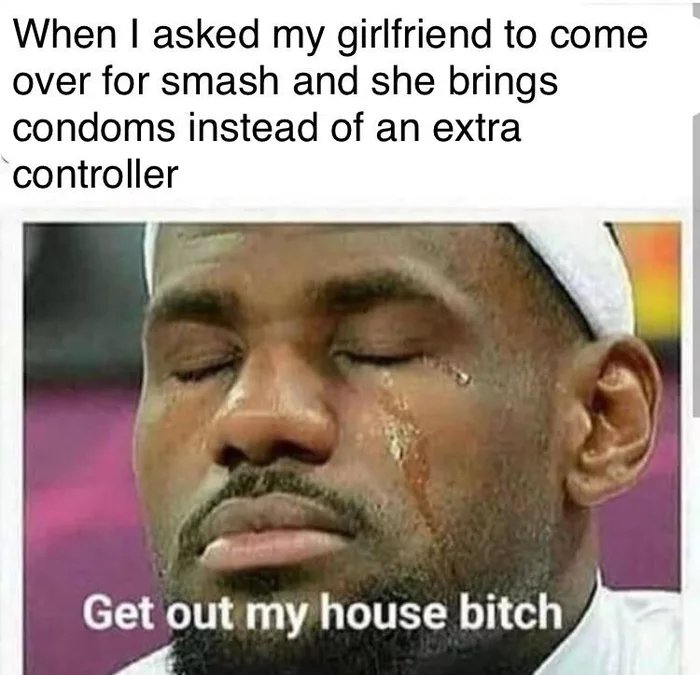 When I asked my girlfriend to come
over for smash and she brings
condoms instead of an extra
controller
Get out my house bitch